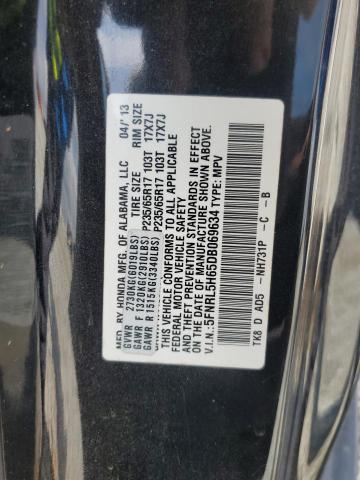 MFD. BY HONDA MFG. OF ALABAMA, LLC 04/'13
TIRE SIZE RIM SIZE
GVWR 2730KG(6019LBS)
GAWR F 1320KG(2910LBS) P235/65R17 103T 17X7J
GAWR R 1515KG(3340LBS) P235/65R17 103T 17X7J
THIS VEHICLE CONFORMS TO ALL APPLICABLE
FEDERAL MOTOR VEHICLE SAFETY
AND THEFT PREVENTION STANDARDS IN EFFECT
ON THE DATE OF MANUFACTURE SHOWN ABOVE.
V.I.N.: 5FNRL5H65DB069634 TYPE: MPV
TK8 D AD5 -NH731P -C -B